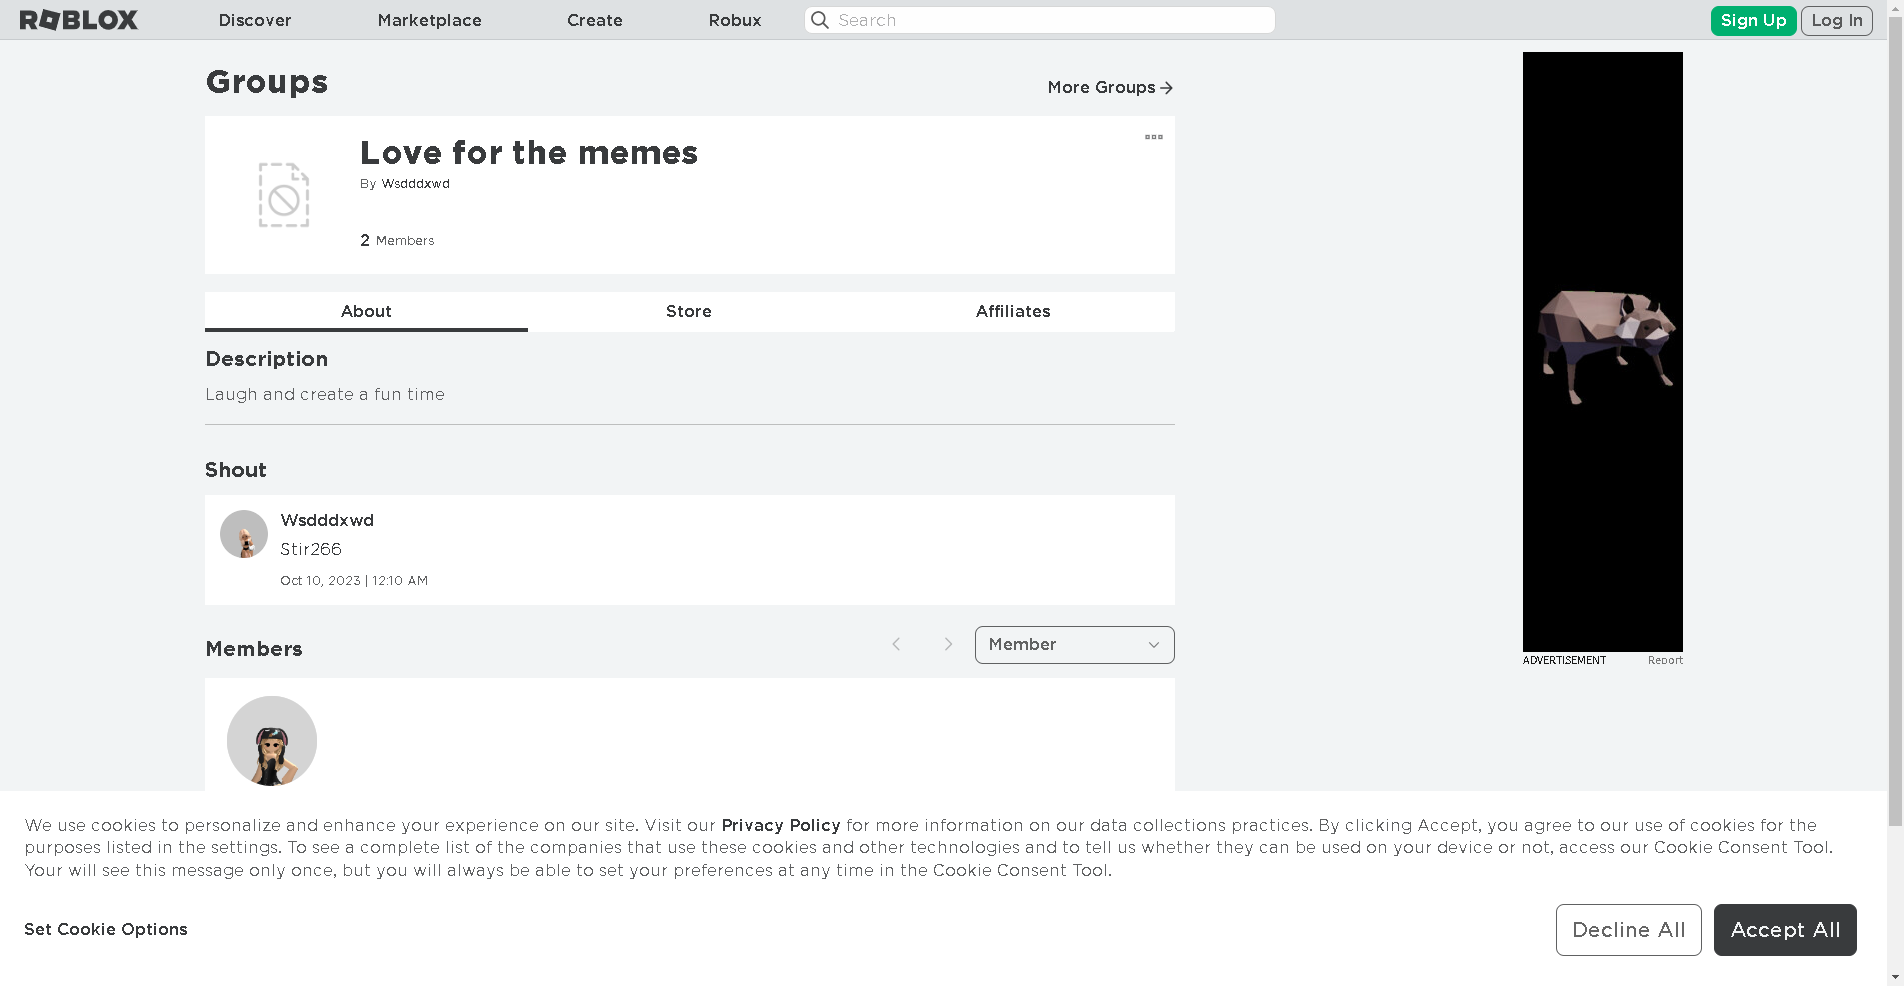 ROBLOX
Discover
Marketplace
Create
Robux
Search
Sign Up
Log In
Groups
More Groups
Love for the memes
By Wsdddxwd
2 Members
About
Store
Affiliates
Description
Laugh and create a fun time
Shout
Wsdddxwd
Stir266
Oct 10, 2023 | 12:10 AM
Members
Member
ADVERTISEMENT
Report
We use cookies to personalize and enhance your experience on our site. Visit our Privacy Policy for more information on our data collections practices. By clicking Accept, you agree to our use of cookies for the
purposes listed in the settings. To see a complete list of the companies that use these cookies and other technologies and to tell us whether they can be used on your device or not, access our Cookie Consent Tool.
Your will see this message only once, but you will always be able to set your preferences at any time in the Cookie Consent Tool.
Set Cookie Options
Decline All
Accept All